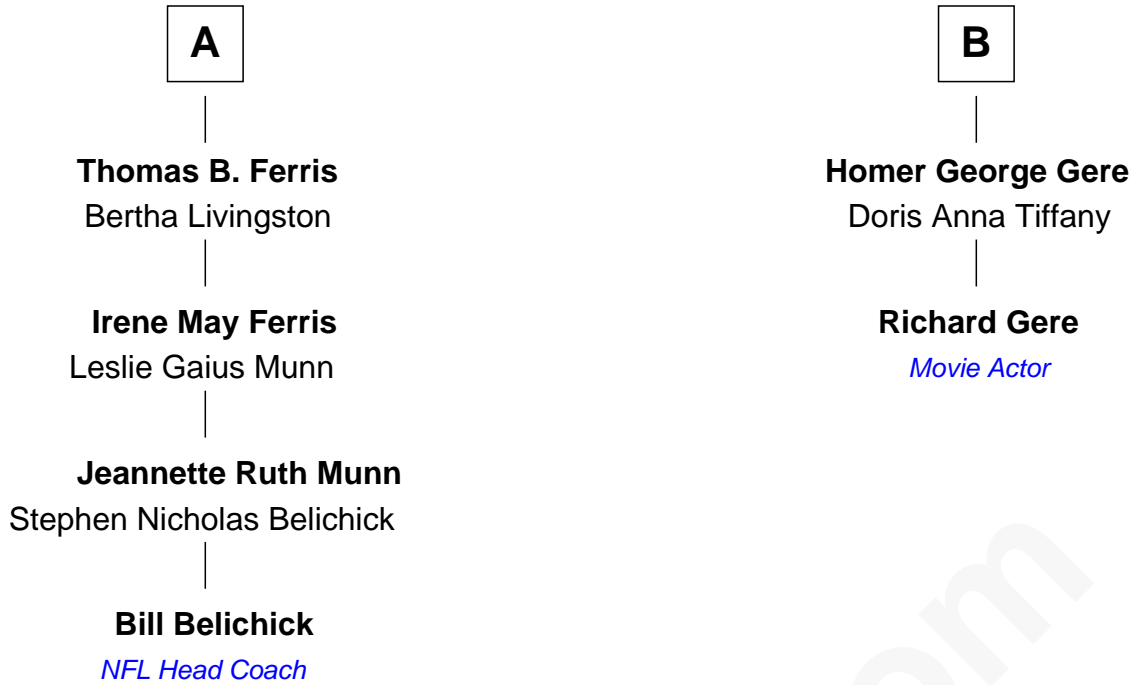 A
Thomas B. Ferris
Bertha Livingston
Irene May Ferris
Leslie Gaius Munn
Jeannette Ruth Munn
Stephen Nicholas Belichick
Bill Belichick
NFL Head Coach
B
Homer George Gere
Doris Anna Tiffany
Richard Gere
Movie Actor
om